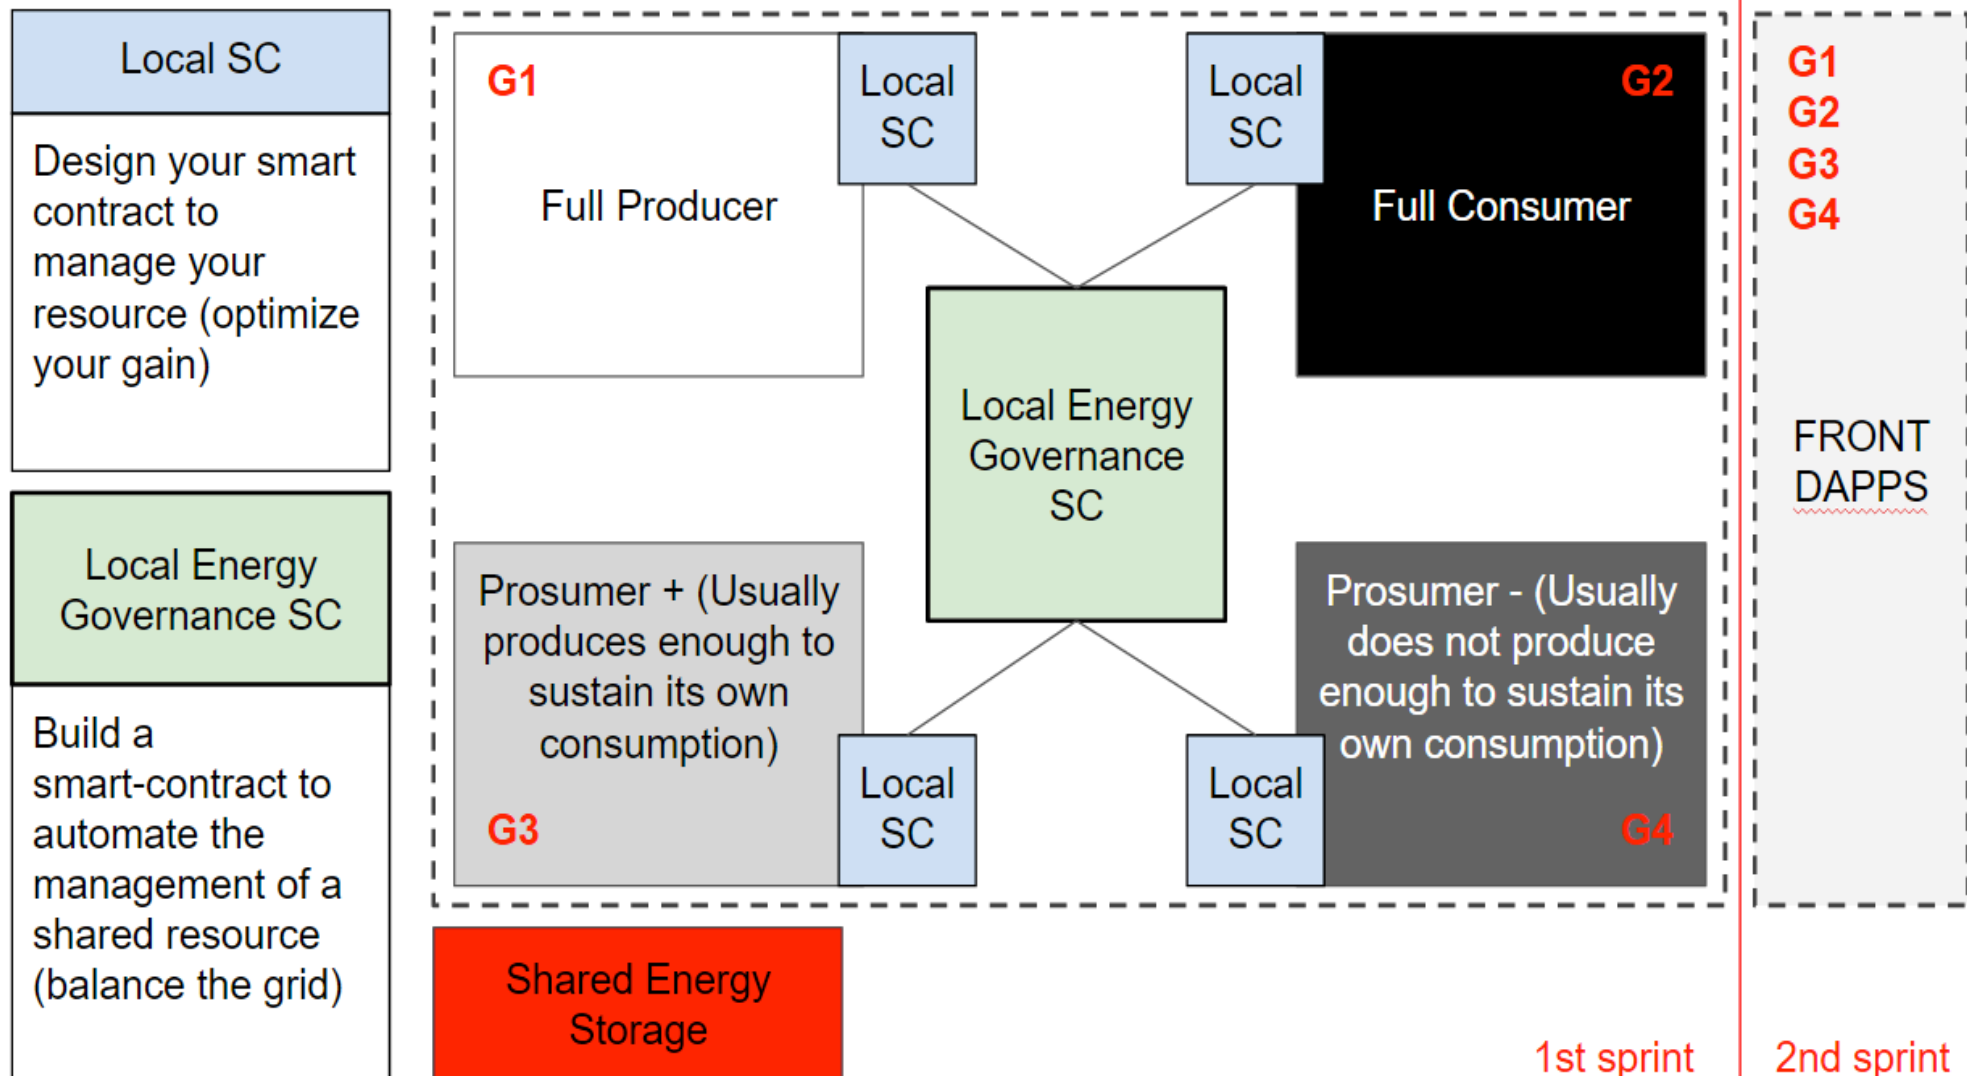 Local SC
Design your smart
contract to
manage your
resource (optimize
your gain)
Local Energy
Governance SC
Build a
smart-contract to
automate the
management of a
shared resource
(balance the grid)
G1
Full Producer
Local
SC
Local
SC
G2
Full Consumer
Local Energy
Governance
SC
Prosumer + (Usually
produces enough to
sustain its own
consumption)
G3
Local
SC
Local
SC
Prosumer - (Usually
does not produce
enough to sustain its
own consumption)
G4
Shared Energy
Storage
1st sprint
G1
G2
G3
G4
FRONT
DAPPS
2nd sprint